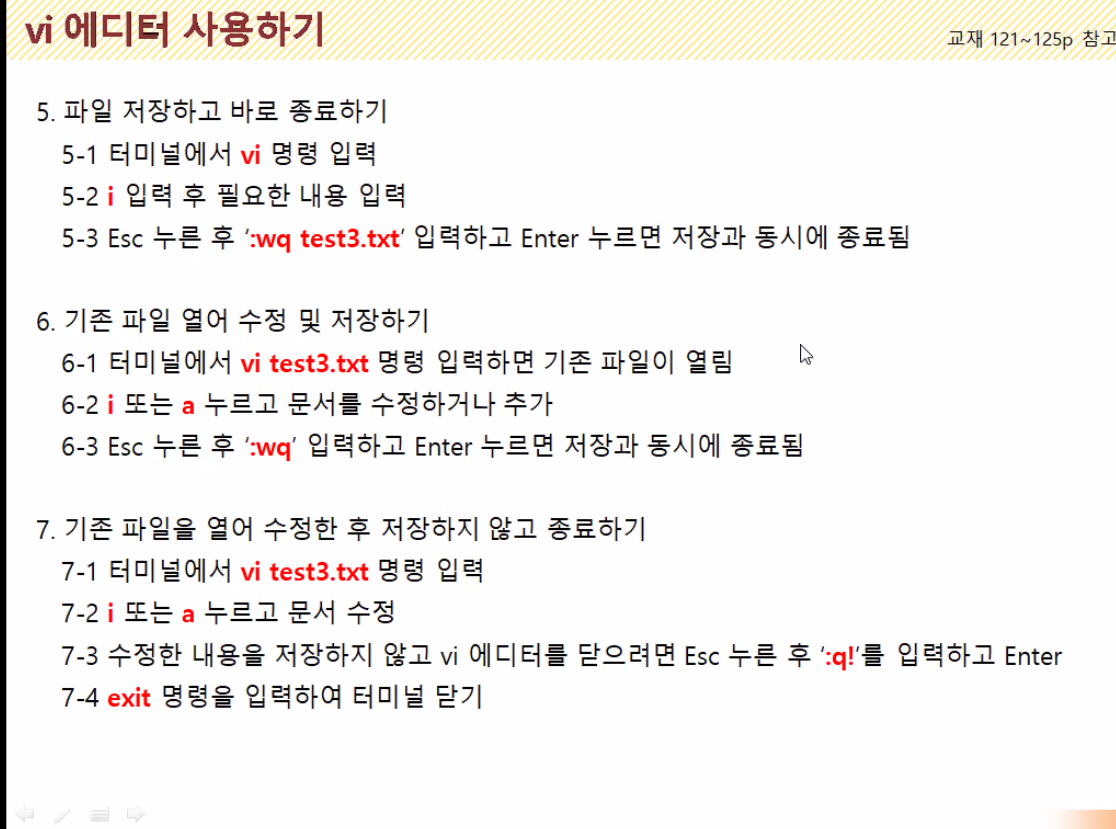 vi 에디터 사용하기
교재 121~125p 참고
5. 파일 저장하고 바로 종료하기
5-1 터미널에서 vi 명령 입력
5-2 i 입력 후 필요한 내용 입력
5-3 Esc 누른 후 ‘:wq test3.txt’ 입력하고 Enter 누르면 저장과 동시에 종료됨
6. 기존 파일 열어 수정 및 저장하기
6-1 터미널에서 vi test3.txt 명령 입력하면 기존 파일이 열림
6-2 i 또는 a 누르고 문서를 수정하거나 추가
6-3 Esc 누른 후 ‘:wq’ 입력하고 Enter 누르면 저장과 동시에 종료됨
7. 기존 파일을 열어 수정한 후 저장하지 않고 종료하기
7-1 터미널에서 vi test3.txt 명령 입력
7-2 i 또는 a 누르고 문서 수정
7-3 수정한 내용을 저장하지 않고 vi 에디터를 닫으려면 Esc 누른 후 ‘:q!’를 입력하고 Enter
7-4 exit 명령을 입력하여 터미널 닫기